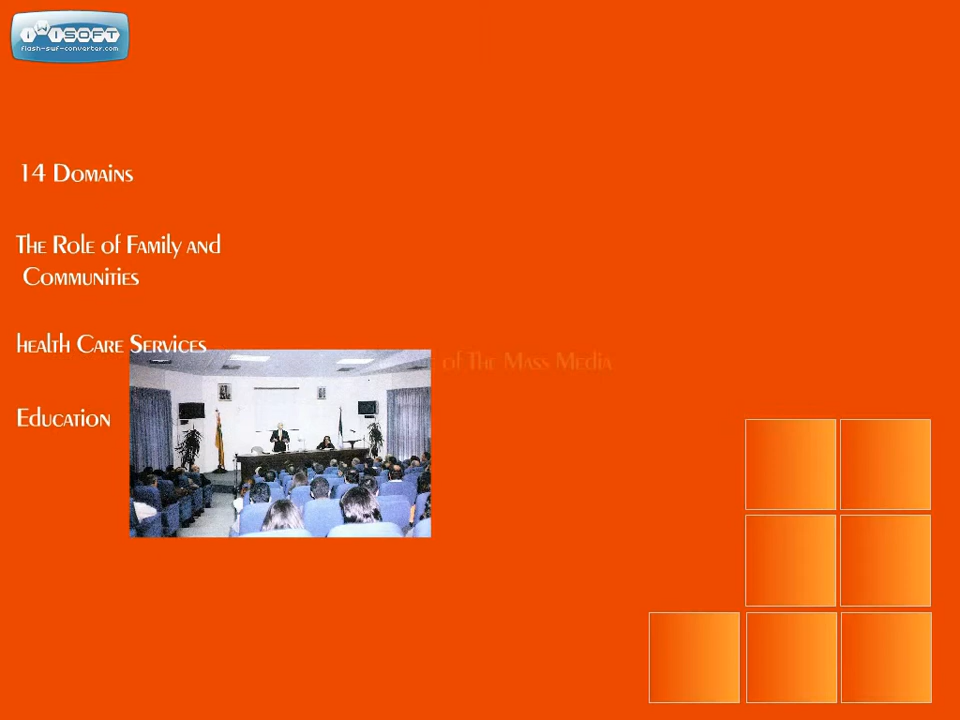 iWiSOFT
flash-swf-converter.com
14 Domains
The Role of Family and
Communities
health Care Services
of The Mass Media
Education